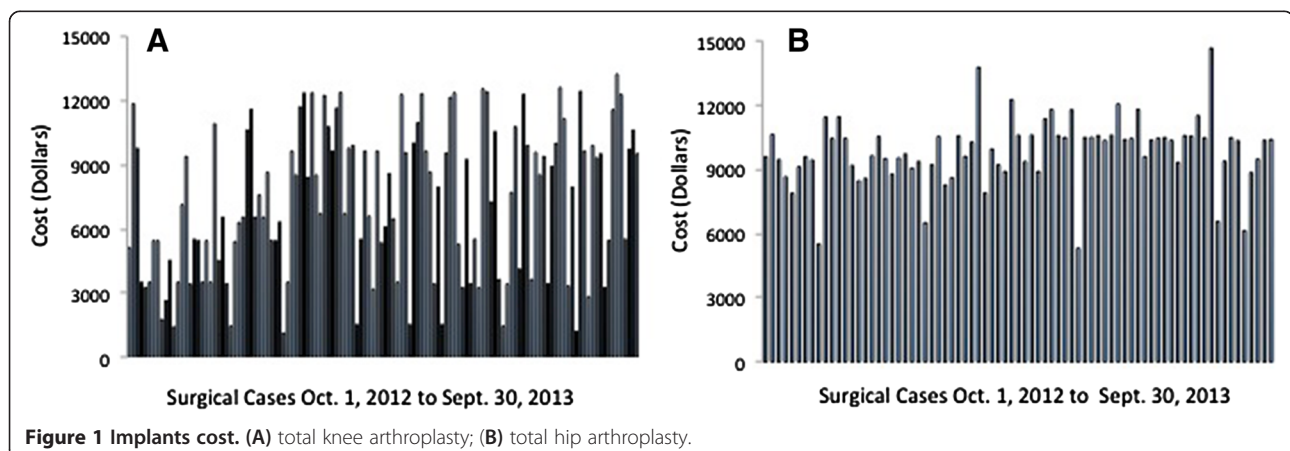 A
15000
12000
9000
6000
3000
0
Cost (Dollars)
Surgical Cases Oct. 1, 2012 to Sept. 30, 2013
B
15000
12000
9000
6000
3000
0
Cost (Dollars)
Surgical Cases Oct. 1, 2012 to Sept. 30, 2013
Figure 1 Implants cost. (A) total knee arthroplasty; (B) total hip arthroplasty.